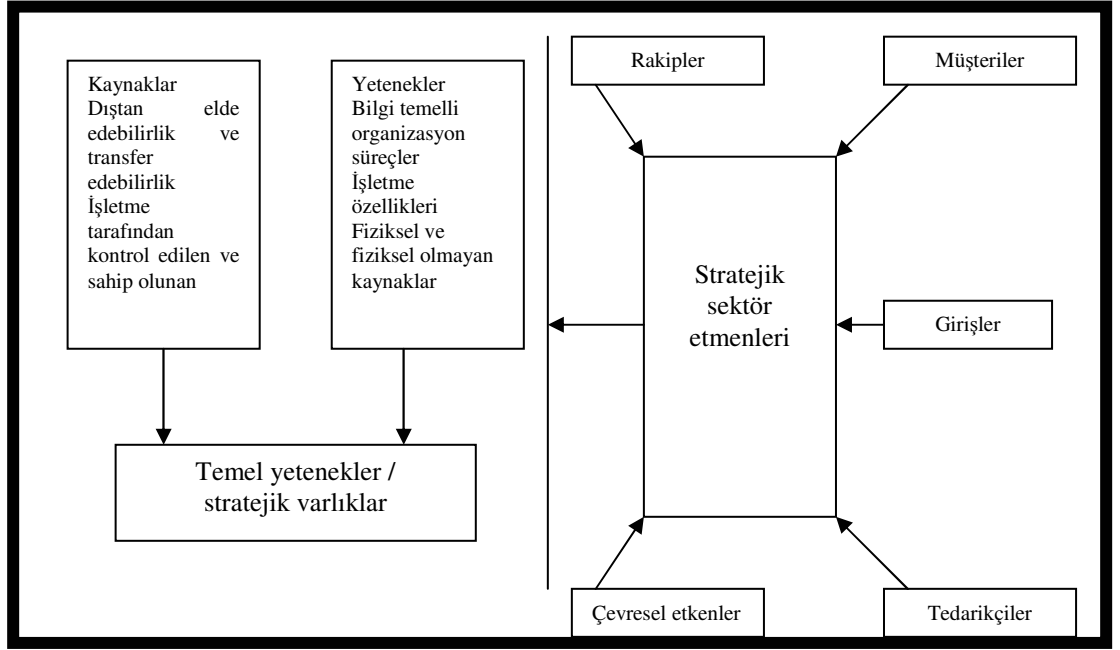 Kaynaklar
Dıştan elde
edebilirlik ve
transfer
edebilirlik
İşletme
tarafından
kontrol edilen ve
sahip olunan
Yetenekler
Bilgi temelli
organizasyon
süreçler
İşletme
özellikleri
Fiziksel ve
fiziksel olmayan
kaynaklar
Temel yetenekler /
stratejik varlıklar
Rakipler
Müşteriler
Stratejik
sektör
etmenleri
Girişler
Çevresel etkenler
Tedarikçiler